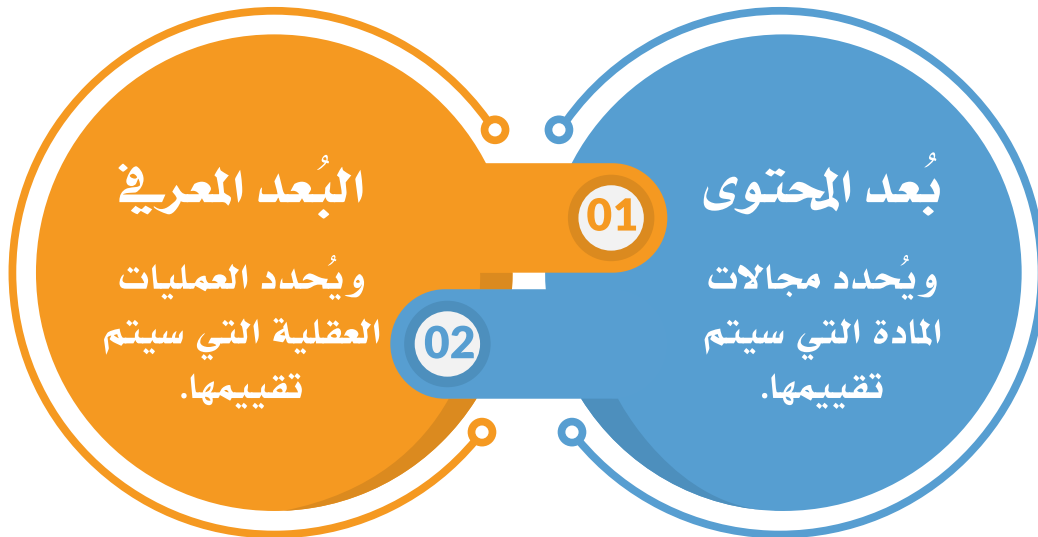 بُعد المحتوى
ويُحدد مجالات
المادة التي سيتم
تقييمها.
01
البُعد المعرفي
ويُحدد العمليات
العقلية التي سيتم
تقييمها.
02